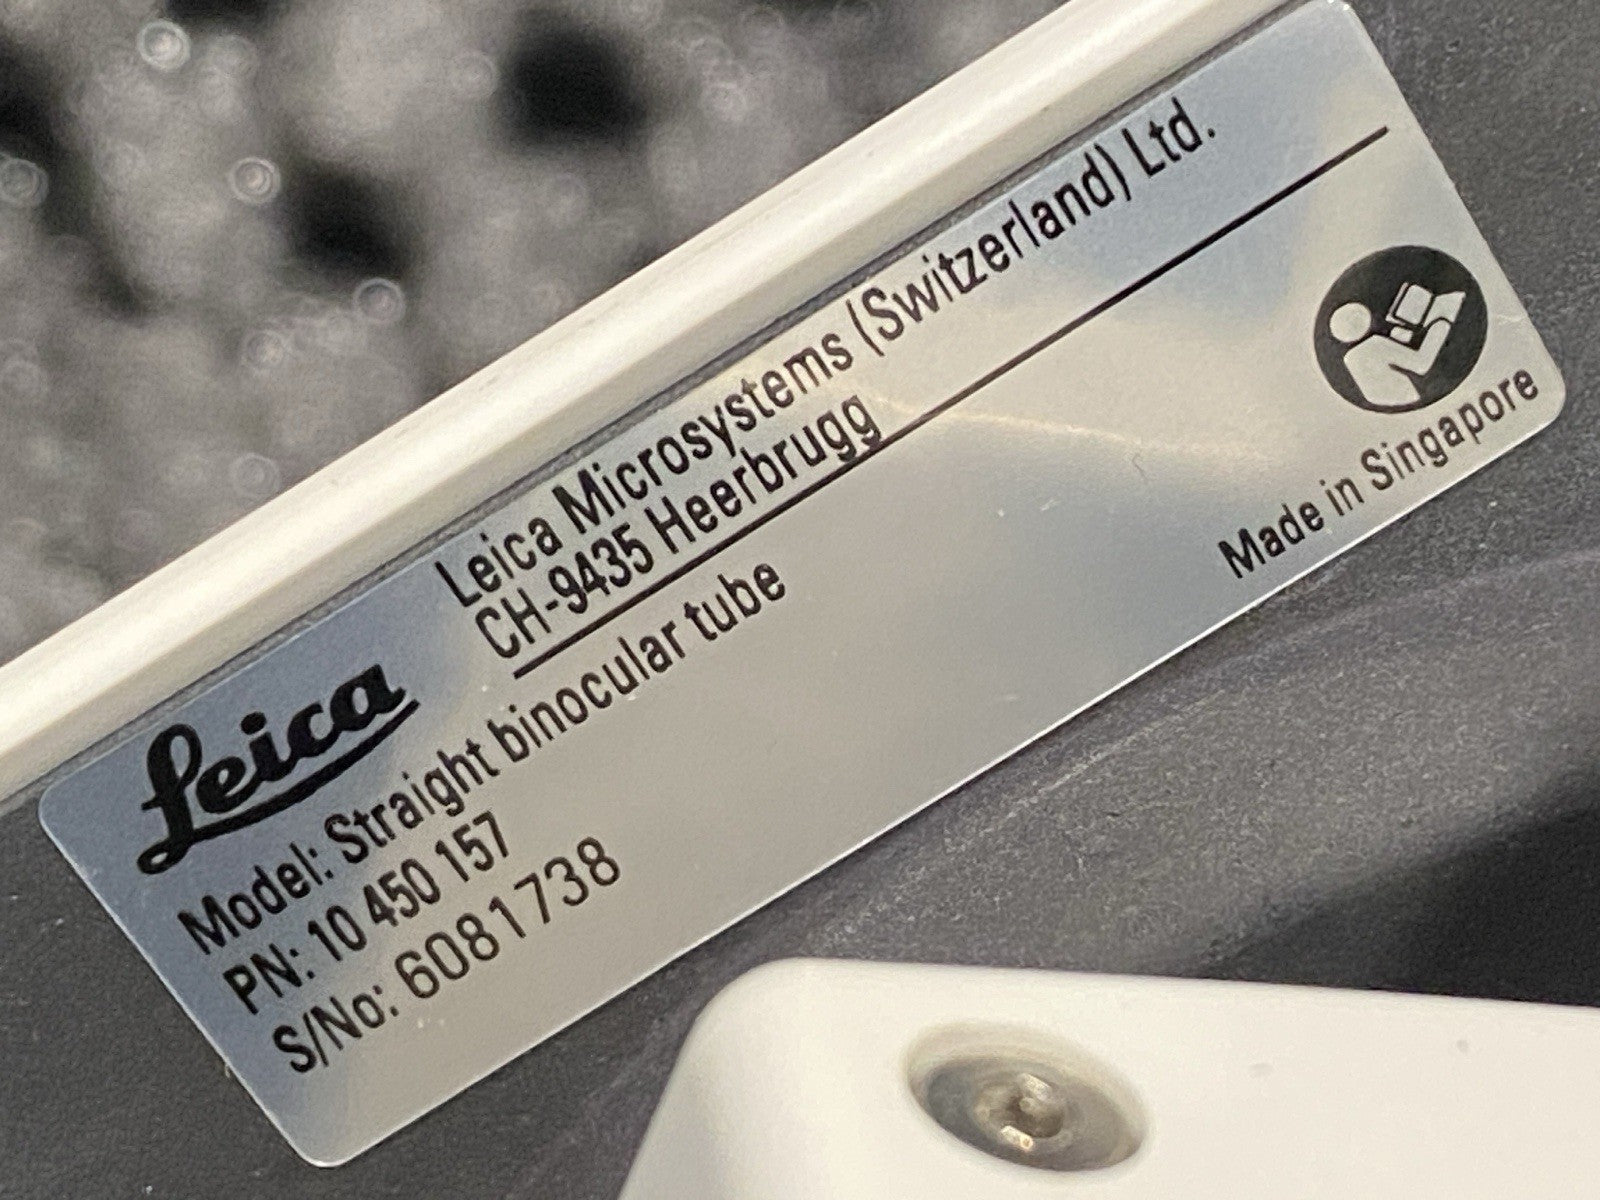 Leica
Leica Microsystems (Switzerland) Ltd.
CH-9435 Heerbrugg
Model: Straight binocular tube
PN: 10 450 157
S/No: 6081738
Made in Singapore